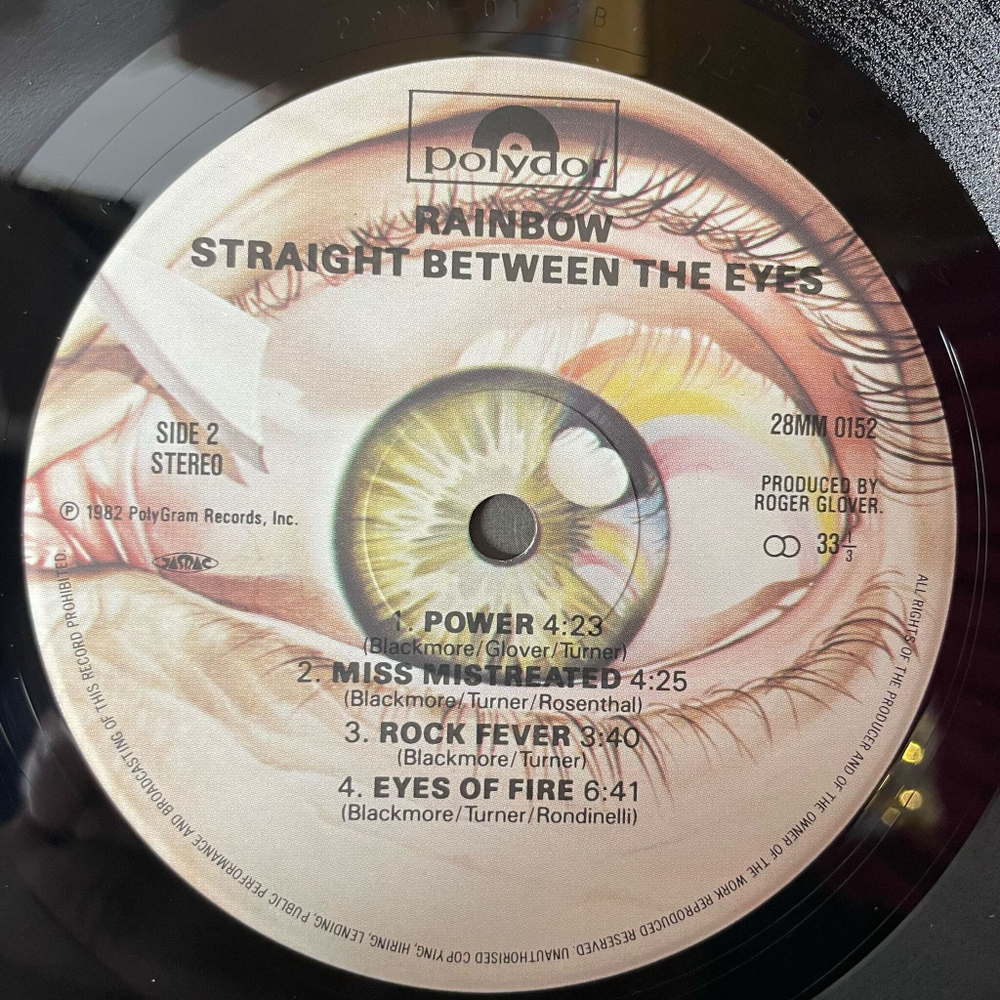 polydor
RAINBOW
STRAIGHT BETWEEN THE EYES
SIDE 2
STEREO
Ⓟ 1982 PolyGram Records, Inc.
JASRAC
28MM 0152
PRODUCED BY
ROGER GLOVER.
33 1/3
1. POWER 4:23
(Blackmore/Glover/Turner)
2. MISS MISTREATED 4:25
(Blackmore/Turner/Rosenthal)
3. ROCK FEVER 3:40
(Blackmore/Turner)
4. EYES OF FIRE 6:41
(Blackmore/Turner/Rondinelli)
ALL RIGHTS OF THE PRODUCER AND OF THE OWNER OF THE WORK REPRODUCED RESERVED. UNAUTHORISED COPYING, HIRING, LENDING, PUBLIC PERFORMANCE AND BROADCASTING OF THIS RECORD PROHIBITED.